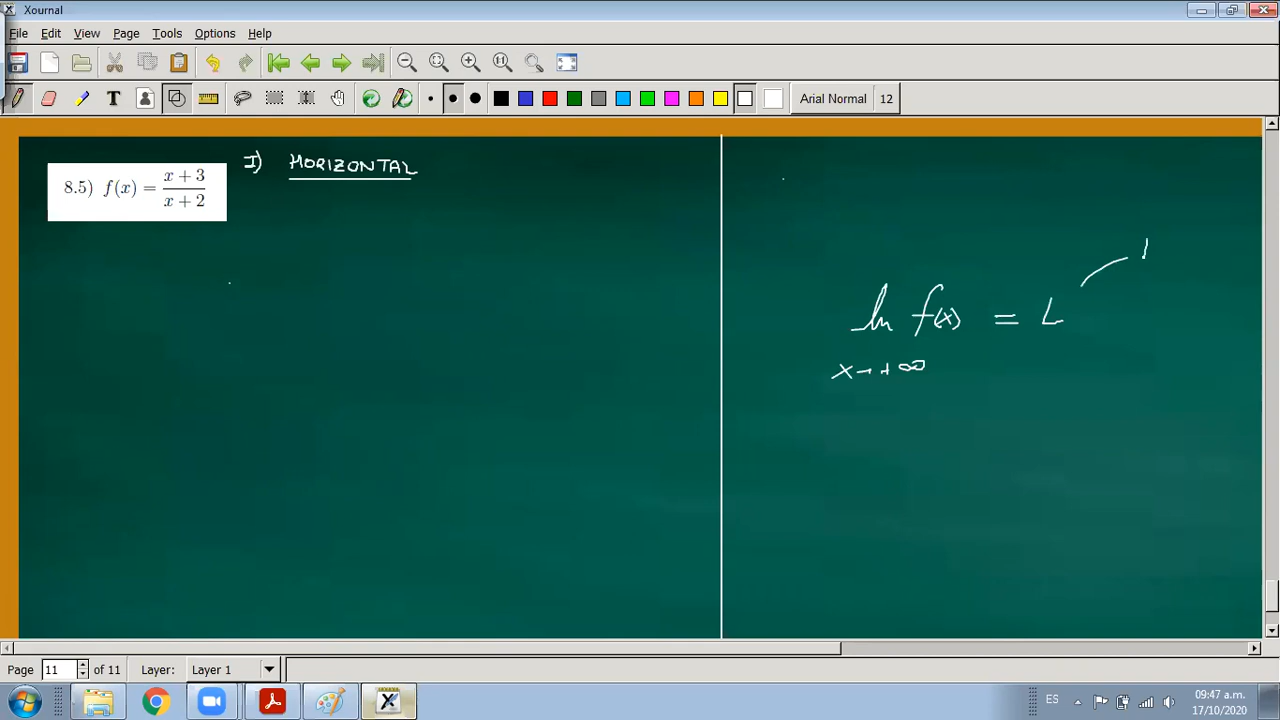 Xournal
File Edit View Page Tools Options Help
Arial Normal 12
8.5) f(x) = x + 3 / x + 2
I) HORIZONTAL
lm f(x) = L
x→+∞
Page 11 of 11 Layer: Layer 1
ES 09:47 a.m.
17/10/2020